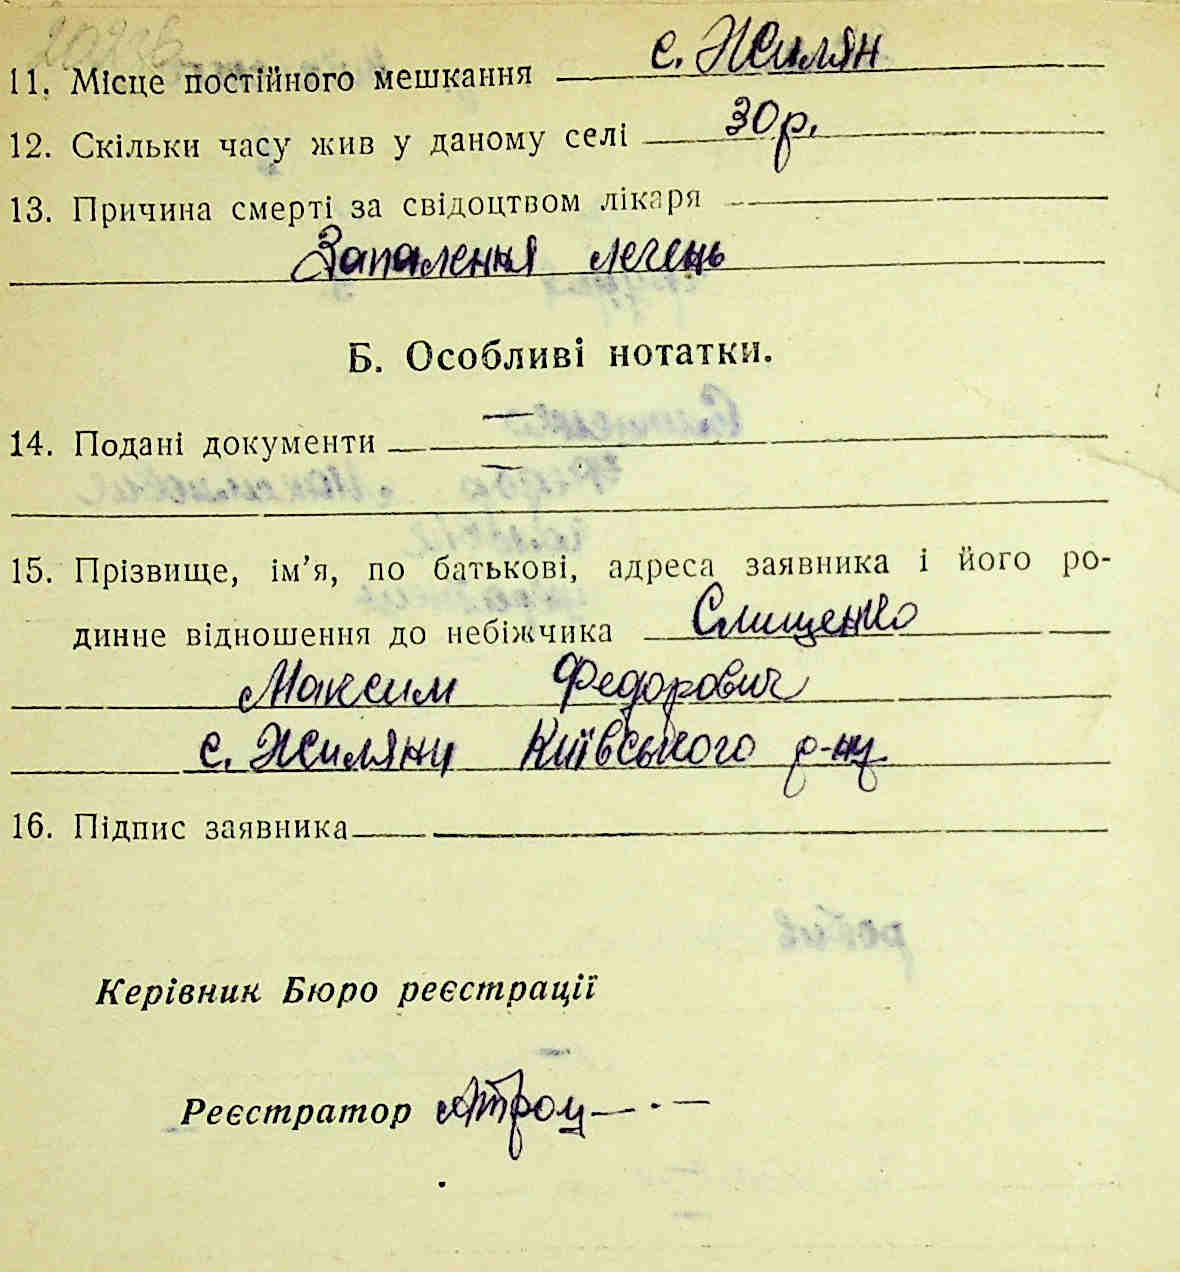 11. Місце постійного мешкання с. Жилян
12. Скільки часу жив у даному селі 30 р.
13. Причина смерті за свідоцтвом лікаря
Запалення легень
Б. Особливі нотатки.
14. Подані документи —
—
15. Прізвище, ім’я, по батькові, адреса заявника і його ро-
динне відношення до небіжчика Слищенко
Максим Федорович
с. Жиляни Київського р-ну
16. Підпис заявника
Керівник Бюро реєстрації
Реєстратор